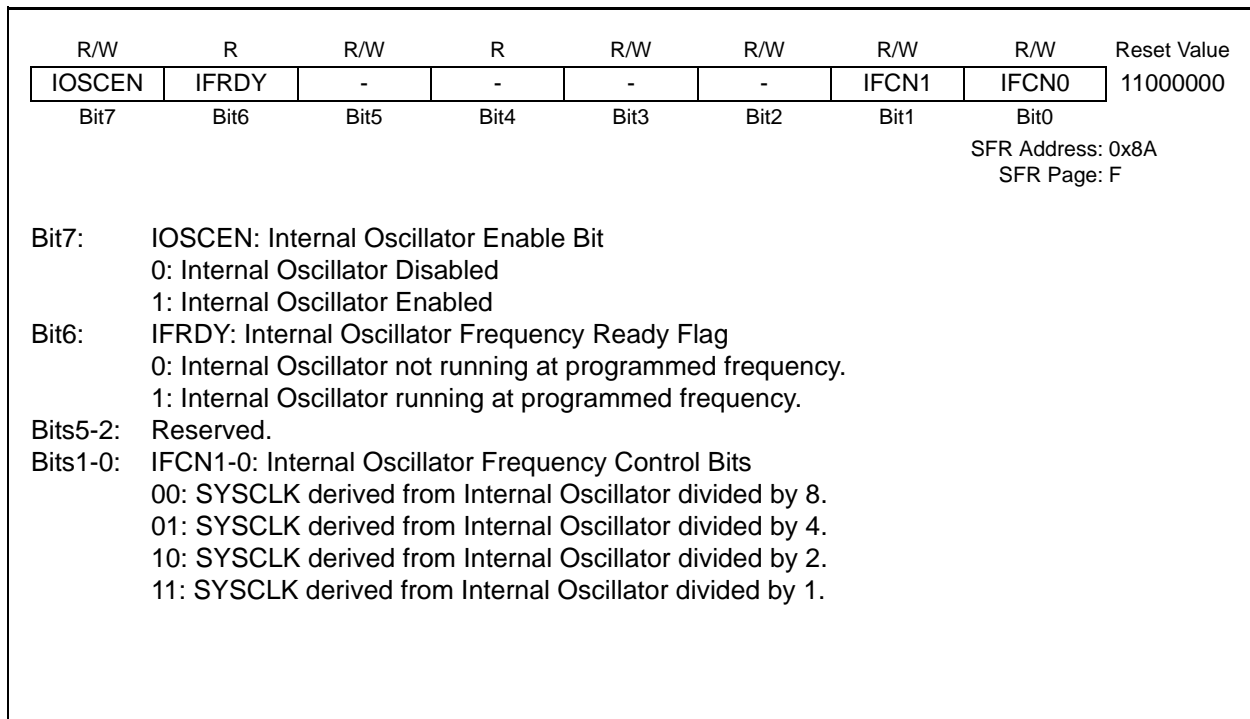 R/W R R/W R R/W R/W R/W R/W Reset Value
IOSCEN IFRDY - - - - IFCN1 IFCN0 11000000
Bit7 Bit6 Bit5 Bit4 Bit3 Bit2 Bit1 Bit0
SFR Address: 0x8A
SFR Page: F
Bit7: IOSCEN: Internal Oscillator Enable Bit
0: Internal Oscillator Disabled
1: Internal Oscillator Enabled
Bit6: IFRDY: Internal Oscillator Frequency Ready Flag
0: Internal Oscillator not running at programmed frequency.
1: Internal Oscillator running at programmed frequency.
Bits5-2: Reserved.
Bits1-0: IFCN1-0: Internal Oscillator Frequency Control Bits
00: SYSCLK derived from Internal Oscillator divided by 8.
01: SYSCLK derived from Internal Oscillator divided by 4.
10: SYSCLK derived from Internal Oscillator divided by 2.
11: SYSCLK derived from Internal Oscillator divided by 1.